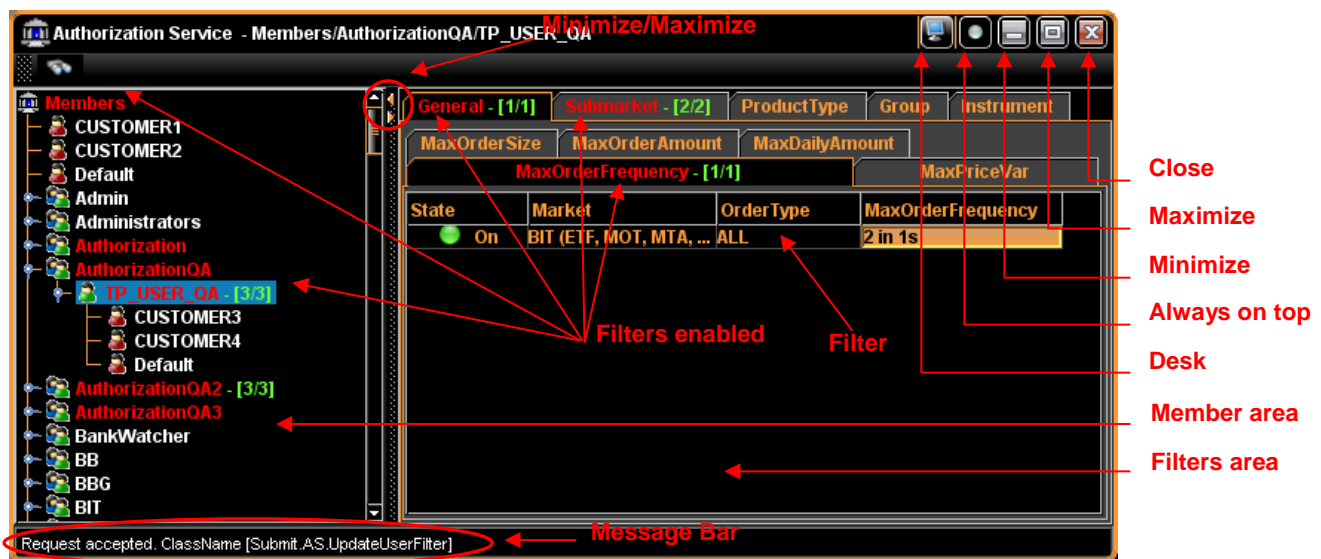 Authorization Service - Members/AuthorizationQA/TP_USER_QA
Minimize/Maximize
Members
CUSTOMER1
CUSTOMER2
Default
Admin
Administrators
Authorization
AuthorizationQA
TP_USER_QA - [3/3]
CUSTOMER3
CUSTOMER4
Default
AuthorizationQA2 - [3/3]
AuthorizationQA3
BankWatcher
BB
BBG
BIT
General - [1/1] Submarket - [2/2] ProductType Group Instrument
MaxOrderSize MaxOrderAmount MaxDailyAmount
MaxOrderFrequency - [1/1] MaxPriceVar
State Market OrderType MaxOrderFrequency
On BIT (ETF, MOT, MTA, ... ALL 2 in 1s
Filters enabled
Filter
Close
Maximize
Minimize
Always on top
Desk
Member area
Filters area
Request accepted. ClassName [Submit.AS.UpdateUserFilter]
Message Bar